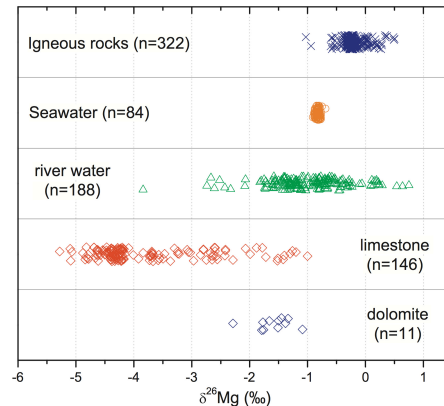 Igneous rocks (n=322)
Seawater (n=84)
river water
(n=188)
limestone
(n=146)
dolomite
(n=11)
-6 -5 -4 -3 -2 -1 0 1
δ²⁶Mg (‰)